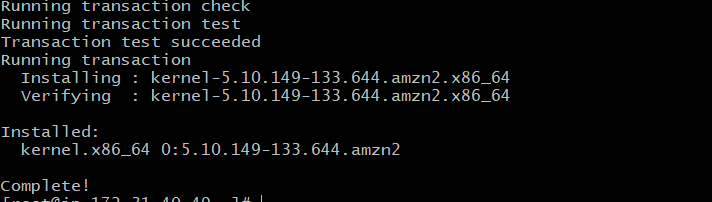 Running transaction check
Running transaction test
Transaction test succeeded
Running transaction
  Installing : kernel-5.10.149-133.644.amzn2.x86_64
  Verifying  : kernel-5.10.149-133.644.amzn2.x86_64
Installed:
  kernel.x86_64 0:5.10.149-133.644.amzn2
Complete!